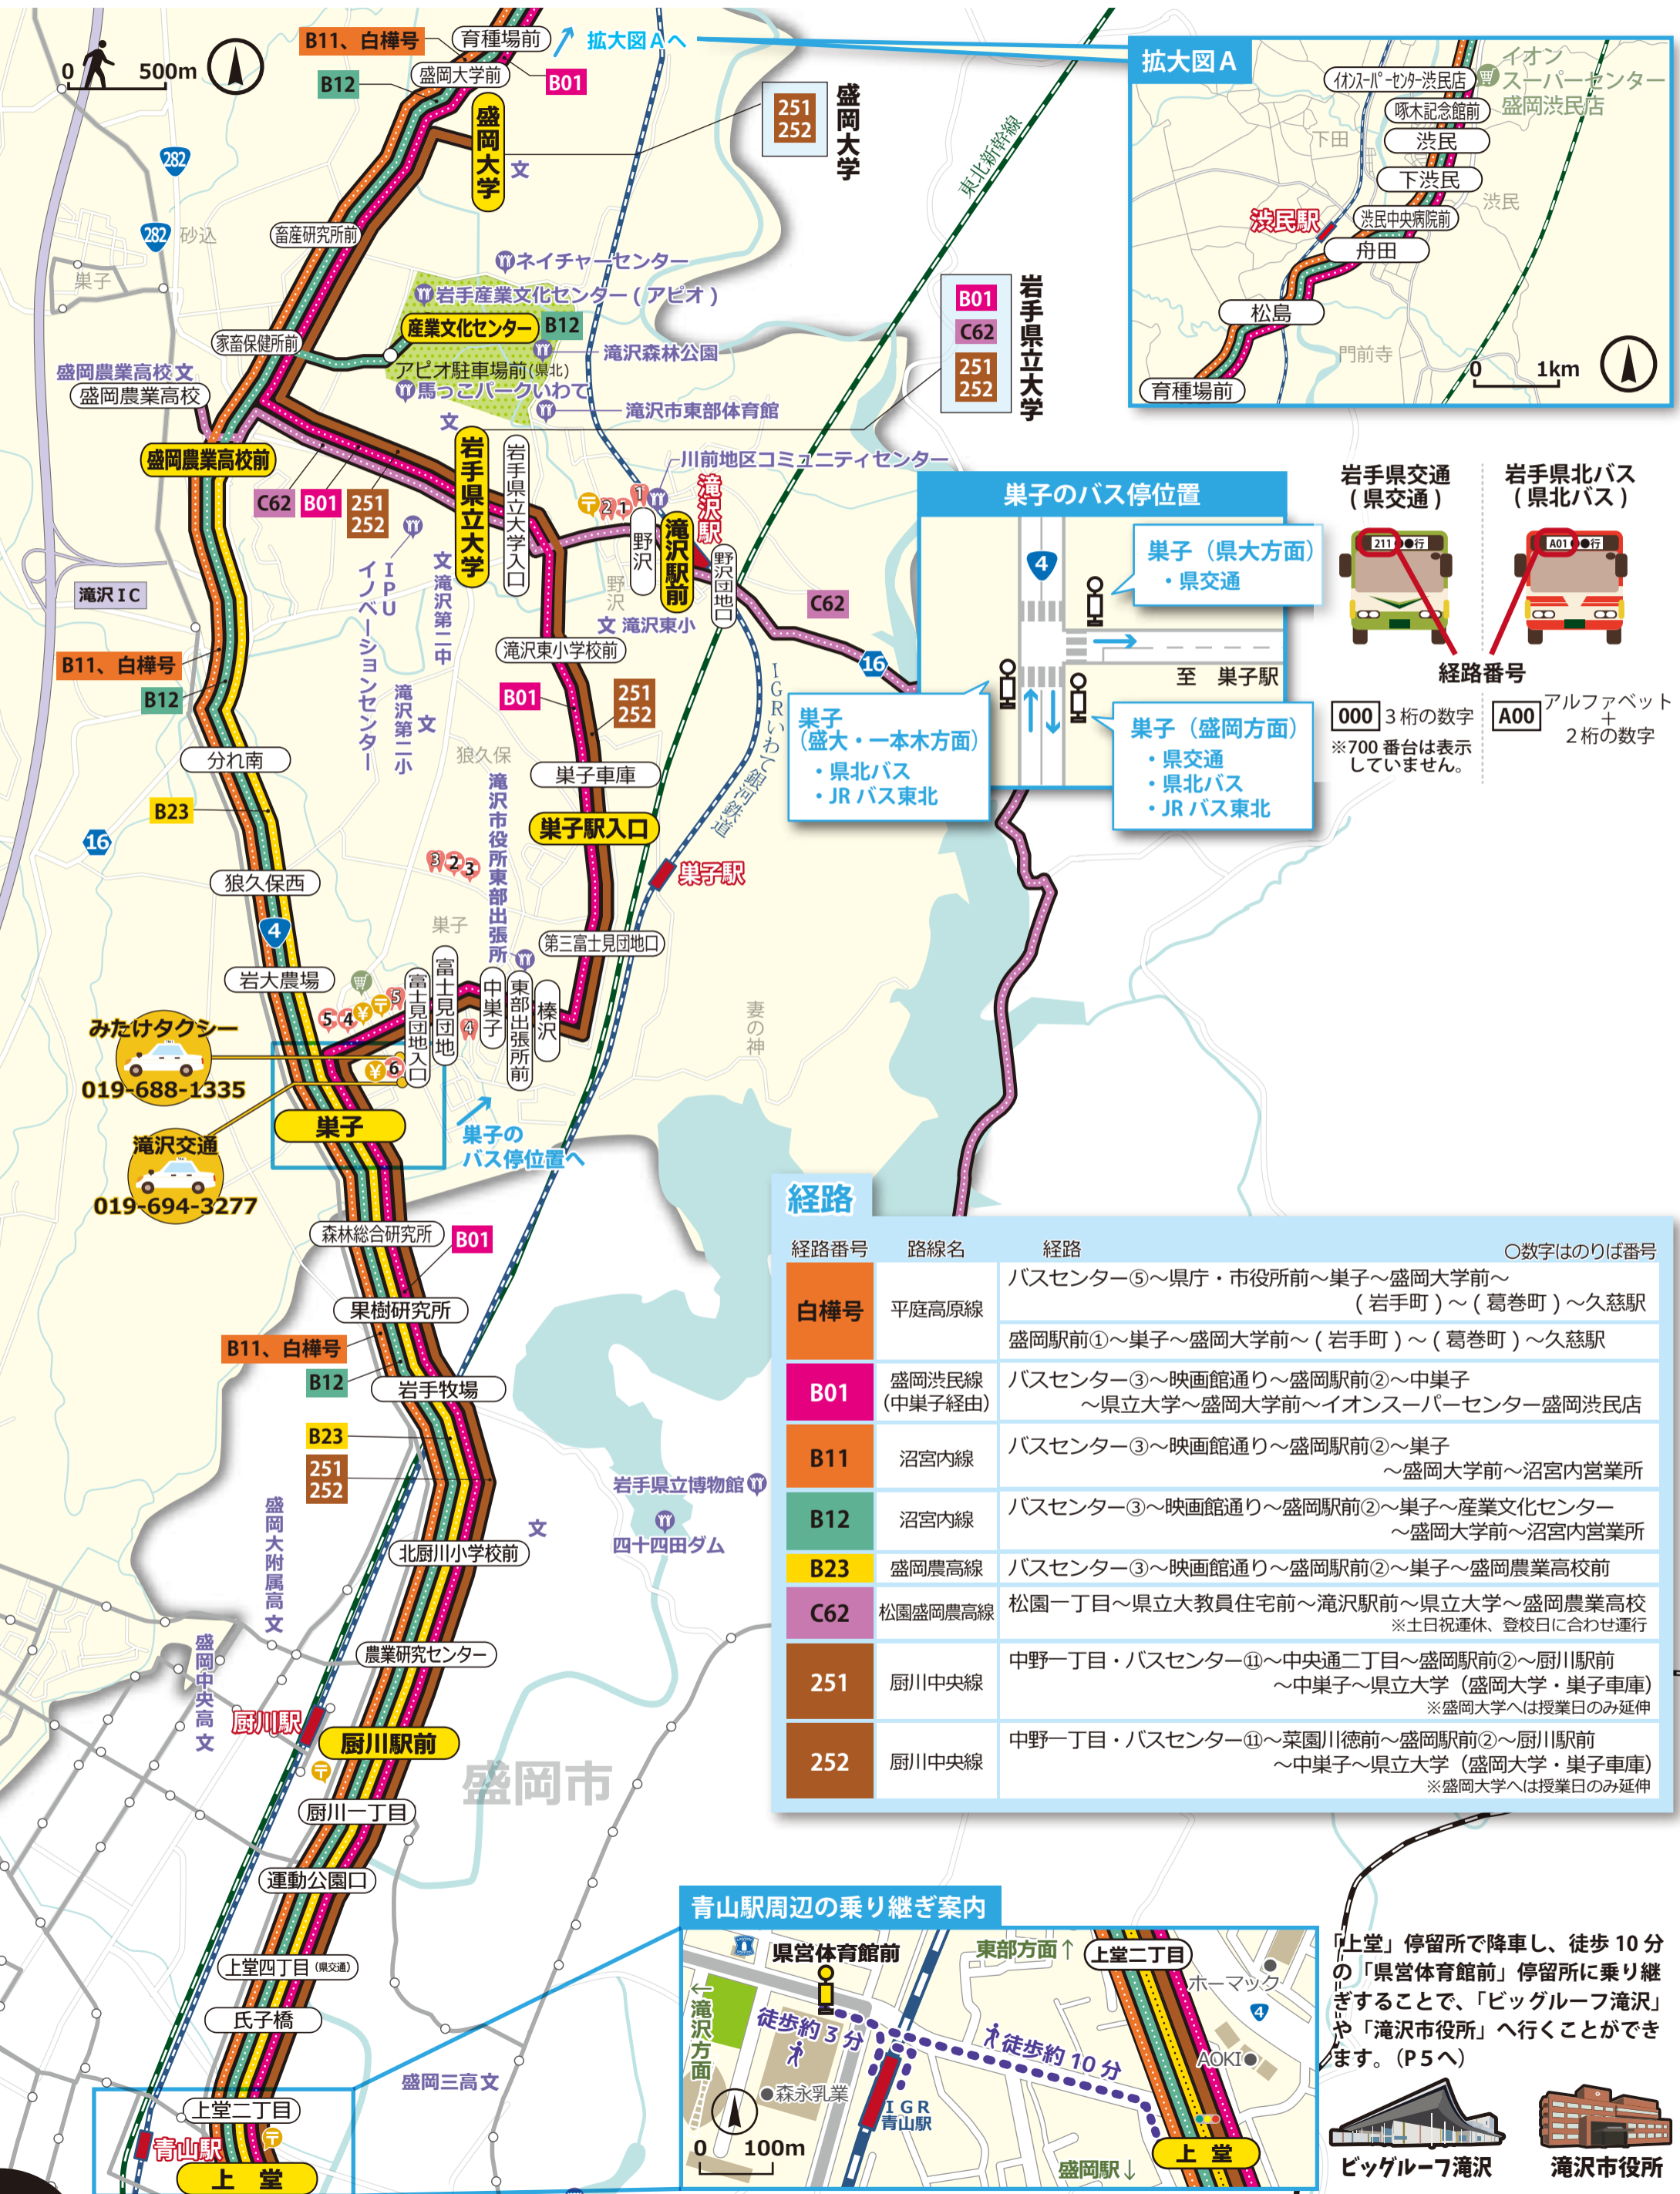 0 500m
B11、白樺号
育種場前
拡大図Aへ
盛岡大学前
B12
B01
盛岡大学
文
251
252
盛岡大学
282
282
砂込
巣子
畜産研究所前
東北新幹線
ネイチャーセンター
岩手産業文化センター(アピオ)
産業文化センター
B12
家畜保健所前
滝沢森林公園
アピオ駐車場前(県北)
馬っこパークいわて
滝沢市東部体育館
盛岡農業高校文
盛岡農業高校
B01
C62
251
252
岩手県立大学
拡大図A
イオンスーパーセンター渋民店
イオン
スーパーセンター
盛岡渋民店
啄木記念館前
渋民
下田
下渋民
渋民
渋民駅
渋民中央病院前
舟田
松島
門前寺
育種場前
0 1km
盛岡農業高校前
文
岩手県立大学
岩手県立大学入口
川前地区コミュニティセンター
C62
B01
251
252
〒
2
1
1
滝沢駅
野沢
滝沢駅前
野沢団地口
野沢
文 滝沢東小
C62
16
滝沢IC
IPU
イノベーションセンター
文滝沢第二中
滝沢第二小
文
滝沢東小学校前
B11、白樺号
B12
B01
251
252
IGRいわて銀河鉄道
分れ南
狼久保
巣子車庫
B23
16
滝沢市役所東部出張所
巣子駅入口
3
2
3
巣子駅
狼久保西
4
巣子
第三富士見団地口
岩大農場
富士見団地入口
富士見団地
中巣子
東部出張所前
榛沢
5
4
¥
〒
5
4
¥
6
妻の神
みたけタクシー
019-688-1335
滝沢交通
019-694-3277
巣子
巣子の
バス停位置へ
巣子のバス停位置
4
巣子(県大方面)
・県交通
至 巣子駅
巣子
(盛大・一本木方面)
・県北バス
・JRバス東北
巣子(盛岡方面)
・県交通
・県北バス
・JRバス東北
岩手県交通
(県交通)
岩手県北バス
(県北バス)
211 ●●行
A01 ●●行
経路番号
000 3桁の数字
※700番台は表示
していません。
A00
アルファベット
+
2桁の数字
森林総合研究所
B01
果樹研究所
B11、白樺号
B12
岩手牧場
B23
251
252
岩手県立博物館
四十四田ダム
文
盛岡大附属高文
北厨川小学校前
盛岡中央高文
農業研究センター
厨川駅
厨川駅前
〒
盛岡市
厨川一丁目
運動公園口
上堂四丁目(県交通)
氏子橋
盛岡三高文
上堂二丁目
青山駅
〒
上堂
経路
経路番号 路線名 経路 〇数字はのりば番号
白樺号 平庭高原線
バスセンター⑤～県庁・市役所前～巣子～盛岡大学前～
(岩手町)～(葛巻町)～久慈駅
盛岡駅前①～巣子～盛岡大学前～(岩手町)～(葛巻町)～久慈駅
B01 盛岡渋民線
(中巣子経由)
バスセンター③～映画館通り～盛岡駅前②～中巣子
～県立大学～盛岡大学前～イオンスーパーセンター盛岡渋民店
B11 沼宮内線
バスセンター③～映画館通り～盛岡駅前②～巣子
～盛岡大学前～沼宮内営業所
B12 沼宮内線
バスセンター③～映画館通り～盛岡駅前②～巣子～産業文化センター
～盛岡大学前～沼宮内営業所
B23 盛岡農高線 バスセンター③～映画館通り～盛岡駅前②～巣子～盛岡農業高校前
C62 松園盛岡農高線 松園一丁目～県立大教員住宅前～滝沢駅前～県立大学～盛岡農業高校
※土日祝運休、登校日に合わせ運行
251 厨川中央線
中野一丁目・バスセンター⑪～中央通二丁目～盛岡駅前②～厨川駅前
～中巣子～県立大学(盛岡大学・巣子車庫)
※盛岡大学へは授業日のみ延伸
252 厨川中央線
中野一丁目・バスセンター⑪～菜園川徳前～盛岡駅前②～厨川駅前
～中巣子～県立大学(盛岡大学・巣子車庫)
※盛岡大学へは授業日のみ延伸
青山駅周辺の乗り継ぎ案内
県営体育館前
東部方面↑
上堂二丁目
ホーマック
4
←滝沢方面
徒歩約3分
徒歩約10分
AOKI
森永乳業
IGR
青山駅
0 100m
盛岡駅↓
上堂
「上堂」停留所で降車し、徒歩10分
の「県営体育館前」停留所に乗り継
ぎすることで、「ビッグルーフ滝沢」
や「滝沢市役所」へ行くことができ
ます。(P5へ)
ビッグルーフ滝沢
滝沢市役所